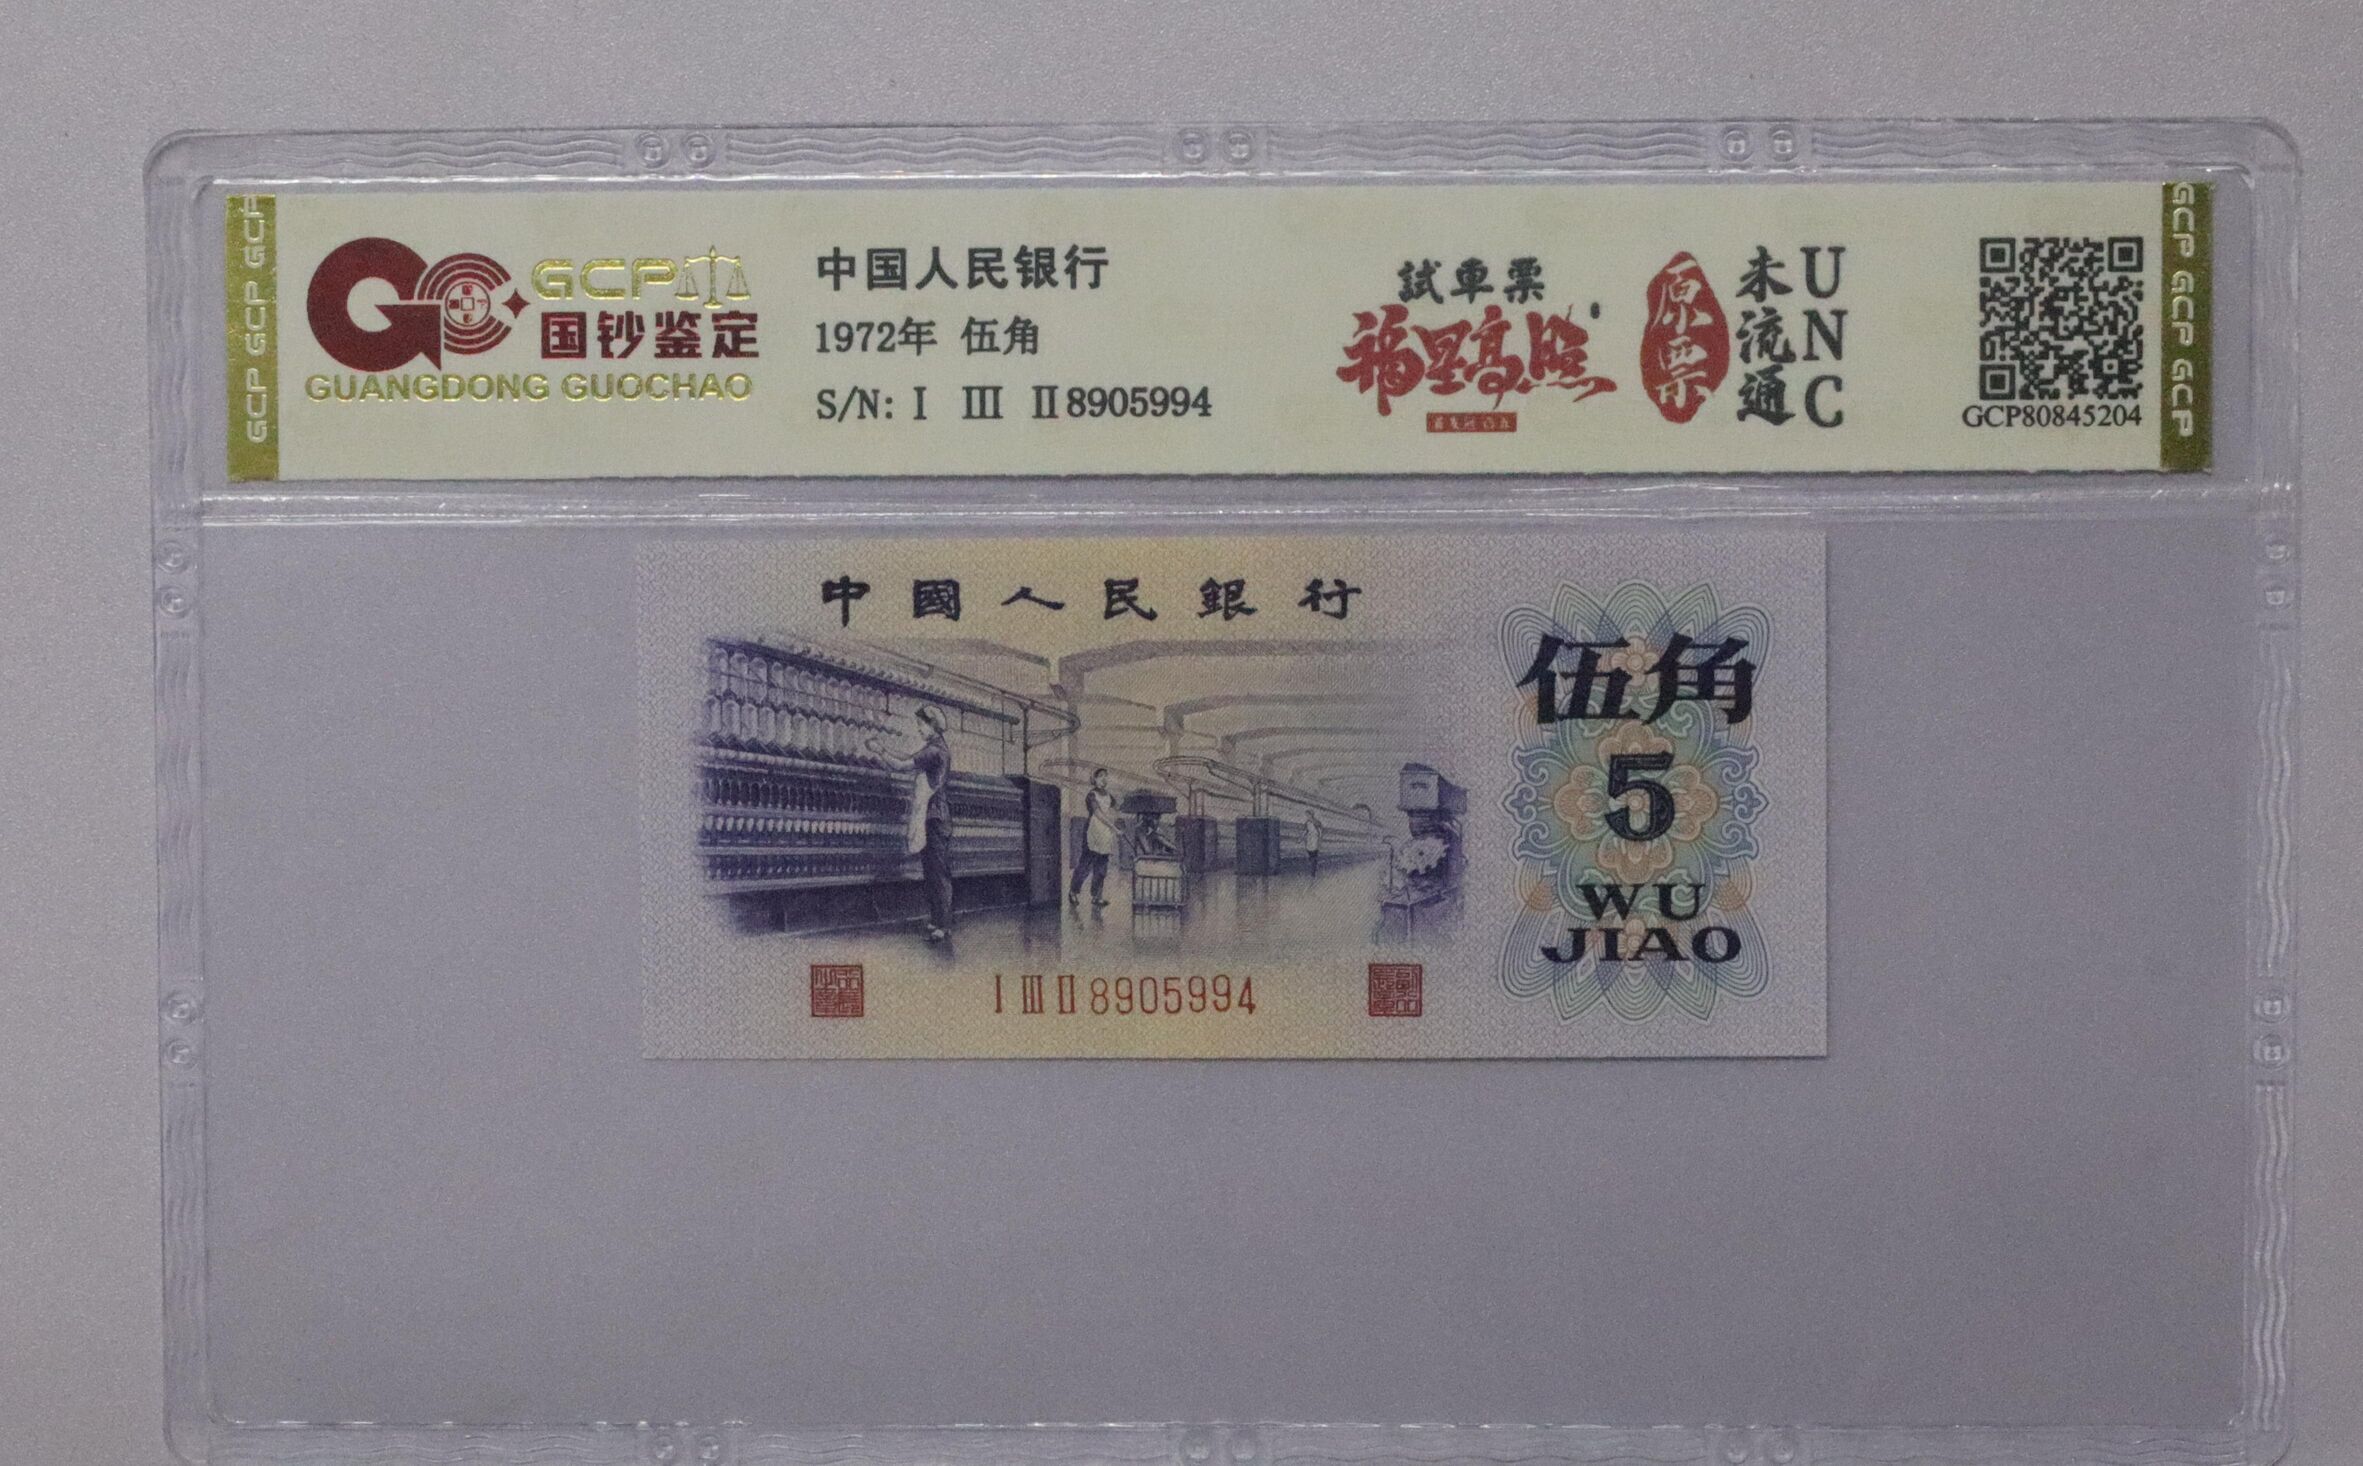 GCP GCP GCP
GCP
国钞鉴定
GUANGDONG GUOCHAO
中国人民银行
1972年 伍角
S/N: I III II8905994
試車票
福星高照
原票
未流通
UNC
GCP80845204
GCP GCP GCP
中國人民銀行
伍角
5
WU
JIAO
I III II 8905994